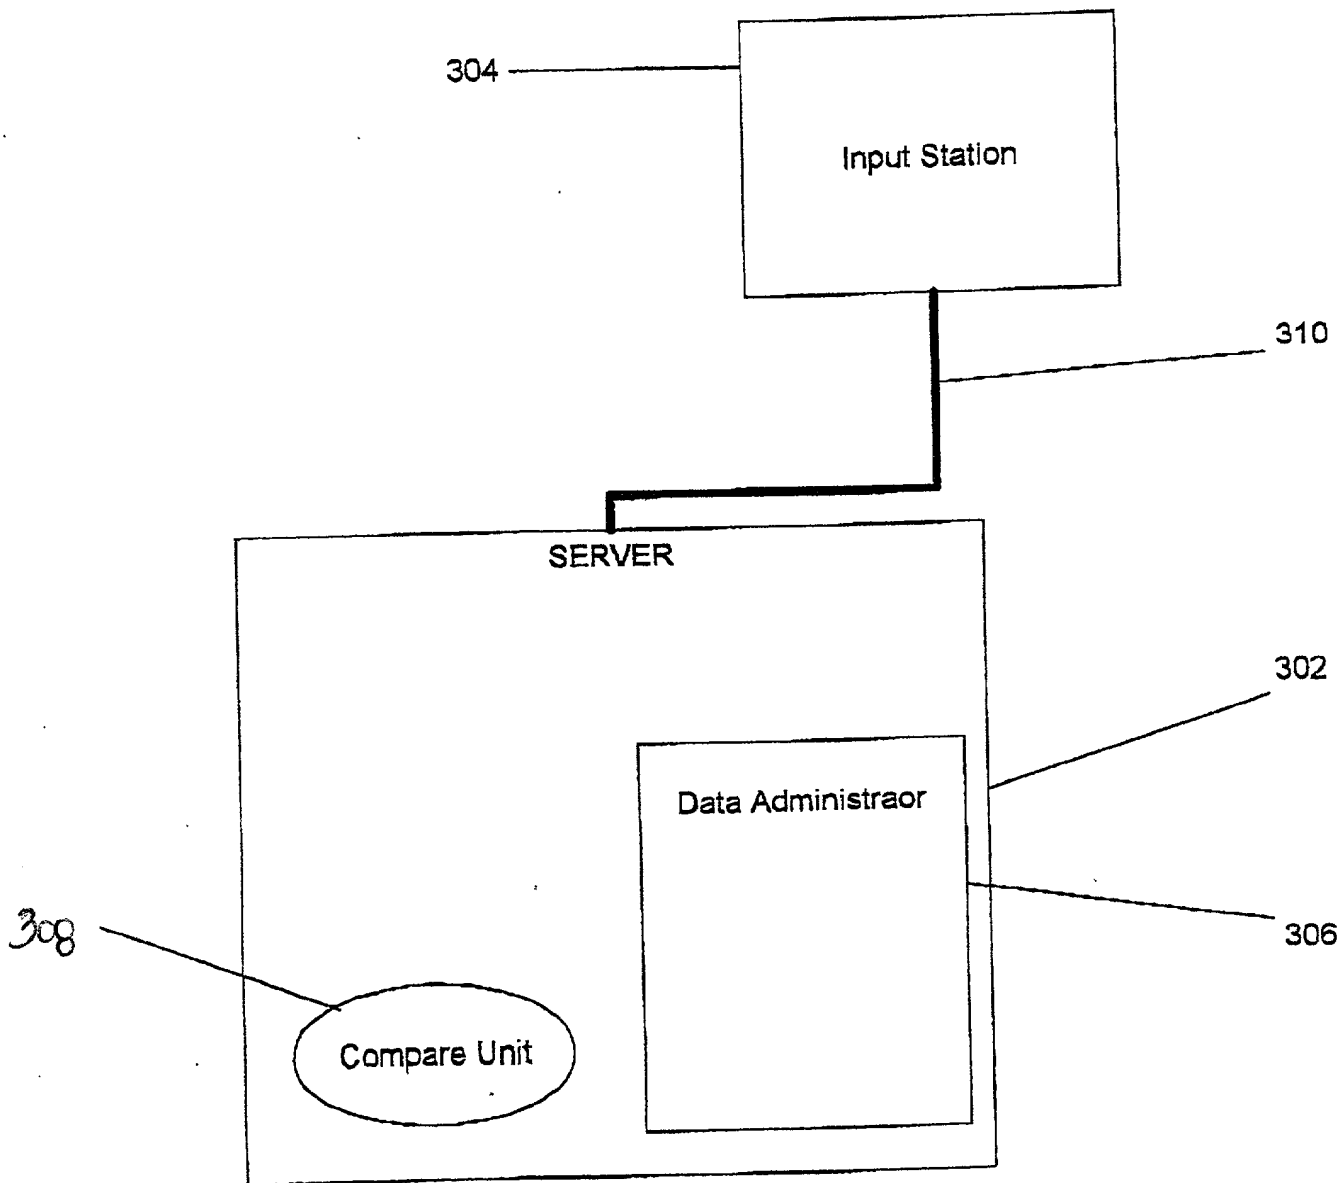 304
Input Station
310
SERVER
302
Data Administraor
306
308
Compare Unit